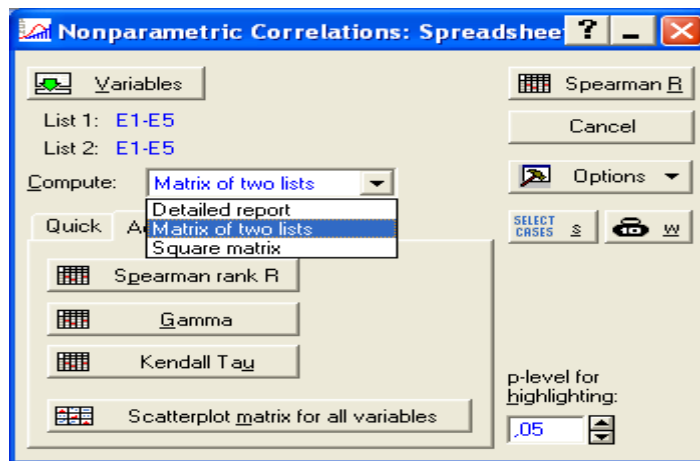 Nonparametric Correlations: Spreadshee
Variables
Spearman R
List 1: E1-E5
Cancel
List 2: E1-E5
Compute: Matrix of two lists
Options
Detailed report
Matrix of two lists
Square matrix
Quick
SELECT CASES S
W
Spearman rank R
Gamma
Kendall Tau
Scatterplot matrix for all variables
p-level for
highlighting:
,05